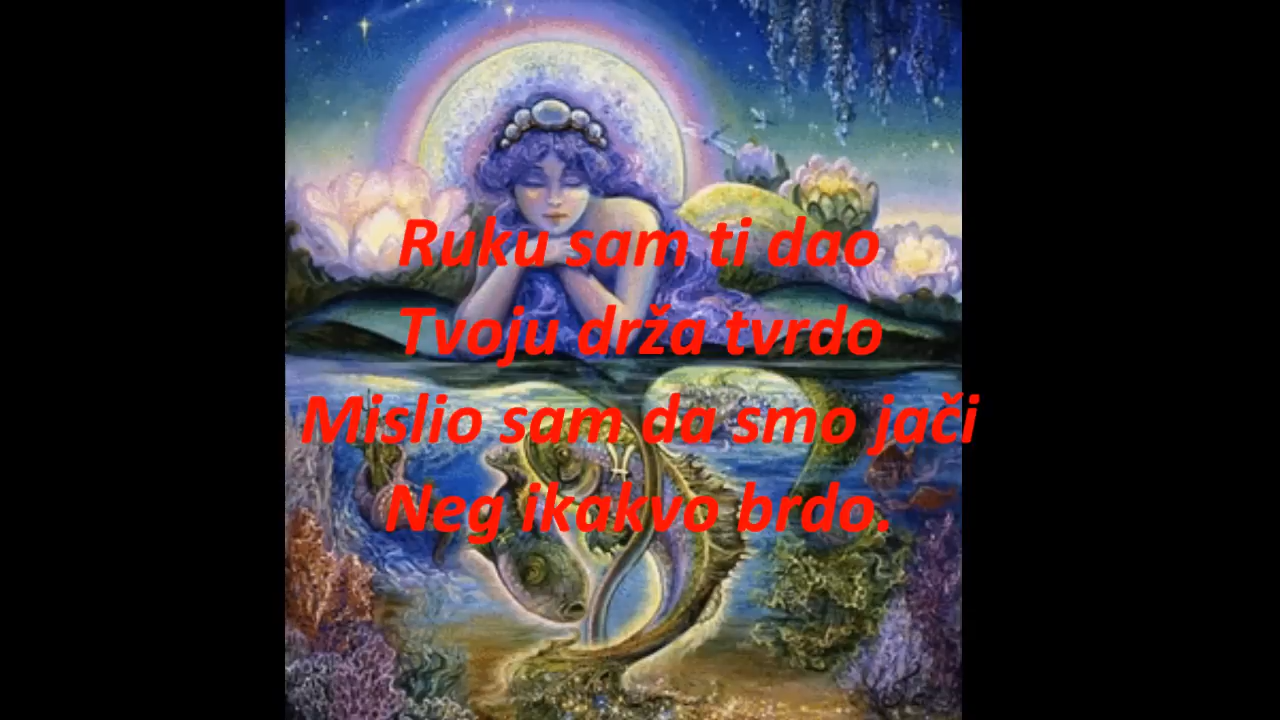 Ruku sam ti dao
Tvoju drža tvrdo
Mislio sam da smo jači
Neg ikakvo brdo.